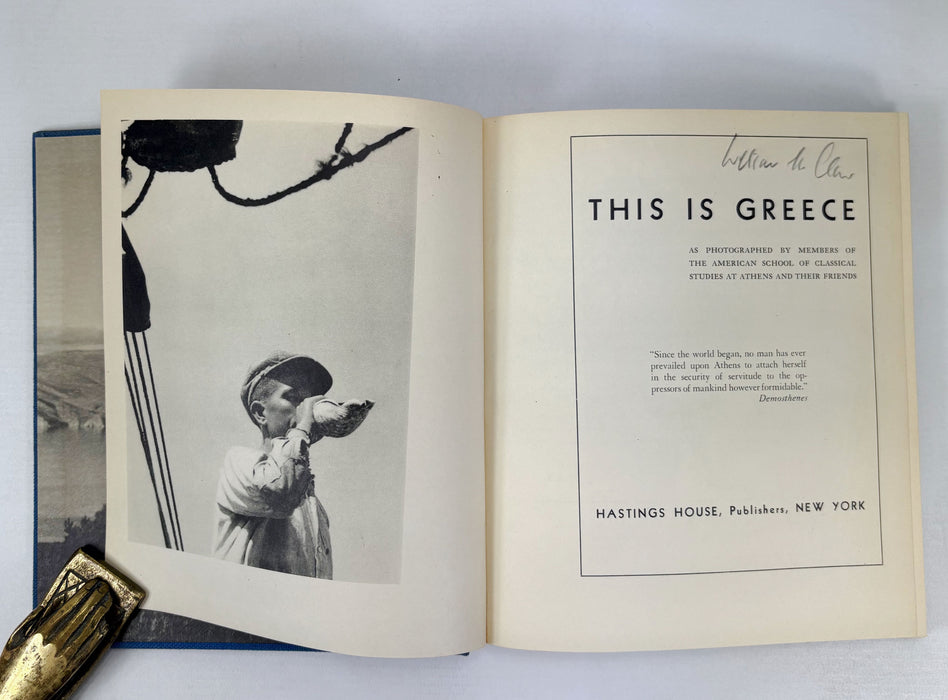 William
THIS IS GREECE
AS PHOTOGRAPHED BY MEMBERS OF
THE AMERICAN SCHOOL OF CLASSICAL
STUDIES AT ATHENS AND THEIR FRIENDS
“Since the world began, no man has ever
prevailed upon Athens to attach herself
in the security of servitude to the op-
pressors of mankind however formidable.”
Demosthenes
HASTINGS HOUSE, Publishers, NEW YORK